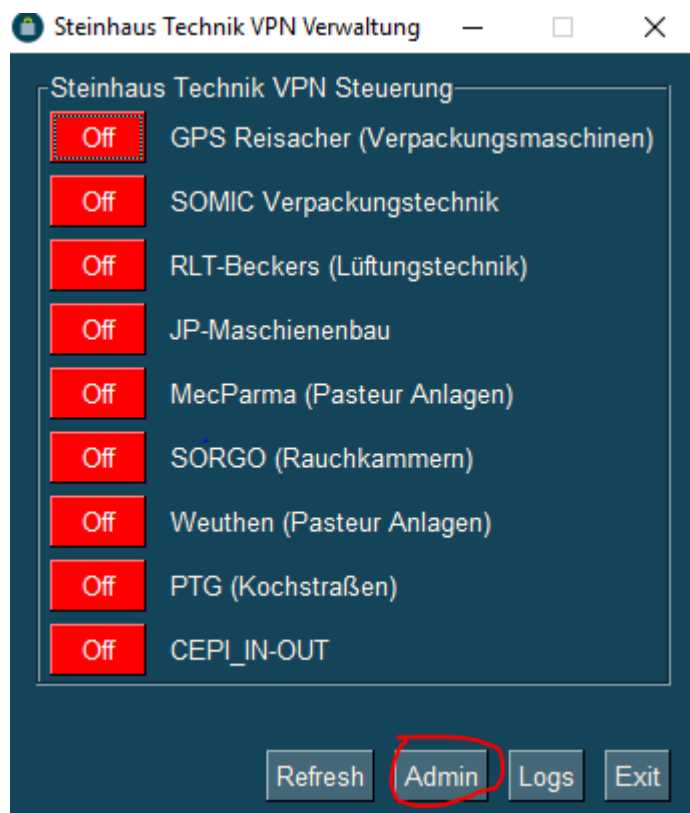 Steinhaus Technik VPN Verwaltung
Steinhaus Technik VPN Steuerung
Off GPS Reisacher (Verpackungsmaschinen)
Off SOMIC Verpackungstechnik
Off RLT-Beckers (Lüftungstechnik)
Off JP-Maschienenbau
Off MecParma (Pasteur Anlagen)
Off SORGO (Rauchkammern)
Off Weuthen (Pasteur Anlagen)
Off PTG (Kochstraßen)
Off CEPI_IN-OUT
Refresh Admin Logs Exit